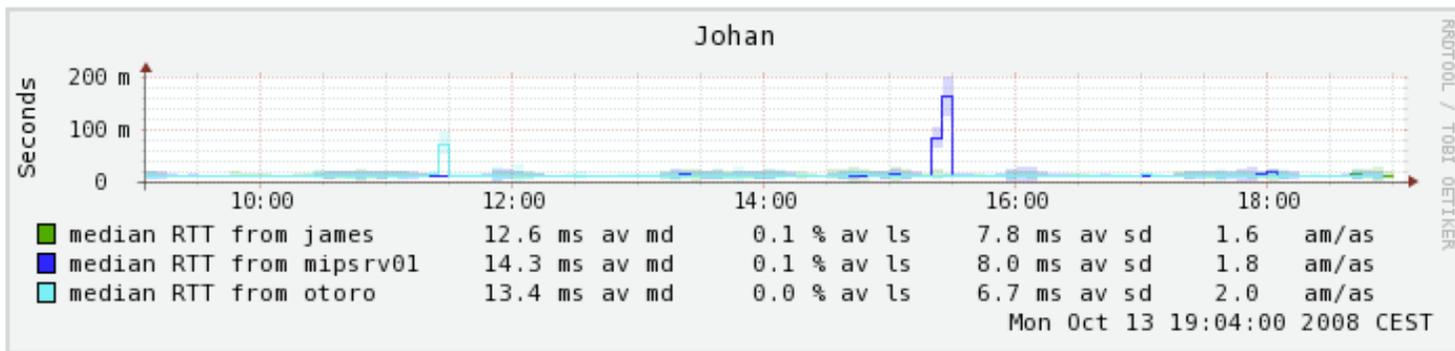 Johan
RRDTOOL / TOBI OETIKER
Seconds
200 m
100 m
0
10:00 12:00 14:00 16:00 18:00
median RTT from james 12.6 ms av md 0.1 % av ls 7.8 ms av sd 1.6 am/as
median RTT from mipsrv01 14.3 ms av md 0.1 % av ls 8.0 ms av sd 1.8 am/as
median RTT from otoro 13.4 ms av md 0.0 % av ls 6.7 ms av sd 2.0 am/as
Mon Oct 13 19:04:00 2008 CEST